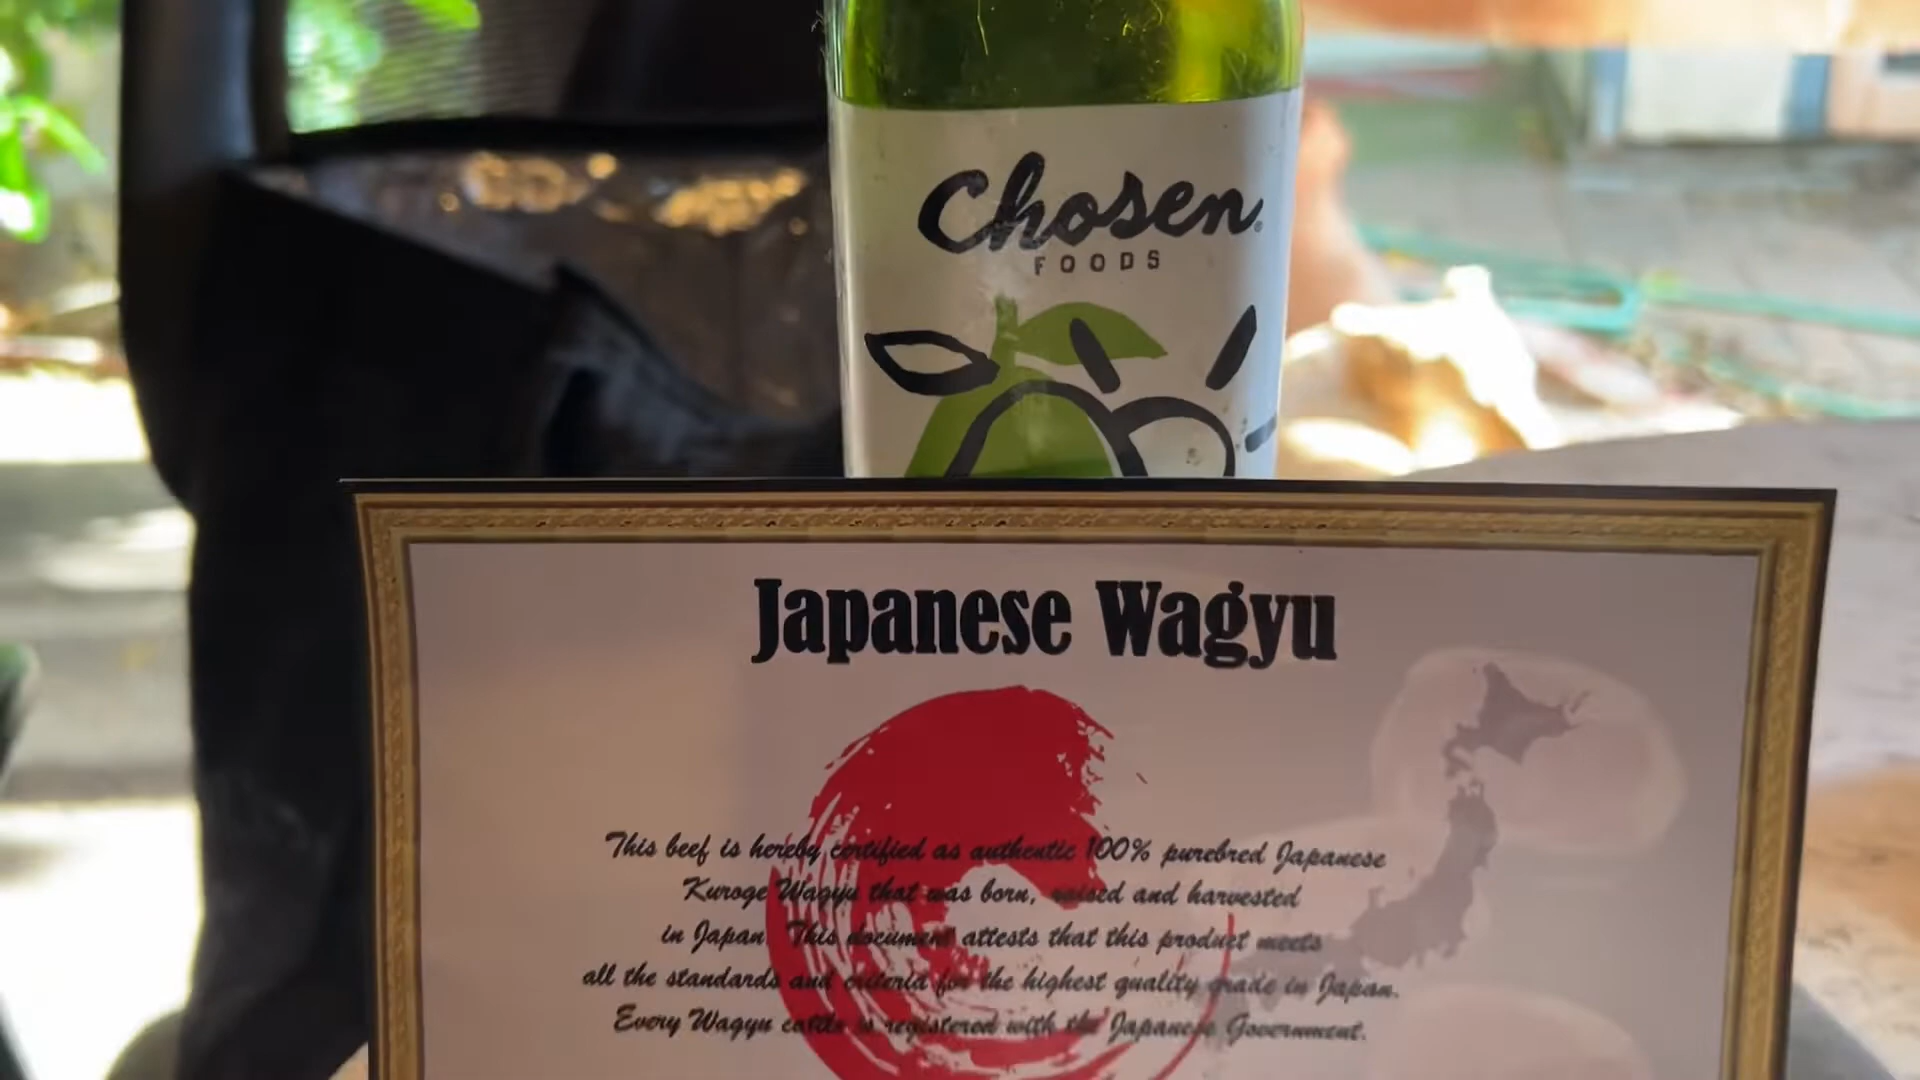 Chosen®
FOODS
Japanese Wagyu
This beef is hereby certified as authentic 100% purebred Japanese
Kuroge Wagyu that was born, raised and harvested
in Japan. This document attests that this product meets
all the standards and criteria for the highest quality grade in Japan.
Every Wagyu cattle is registered with the Japanese Government.